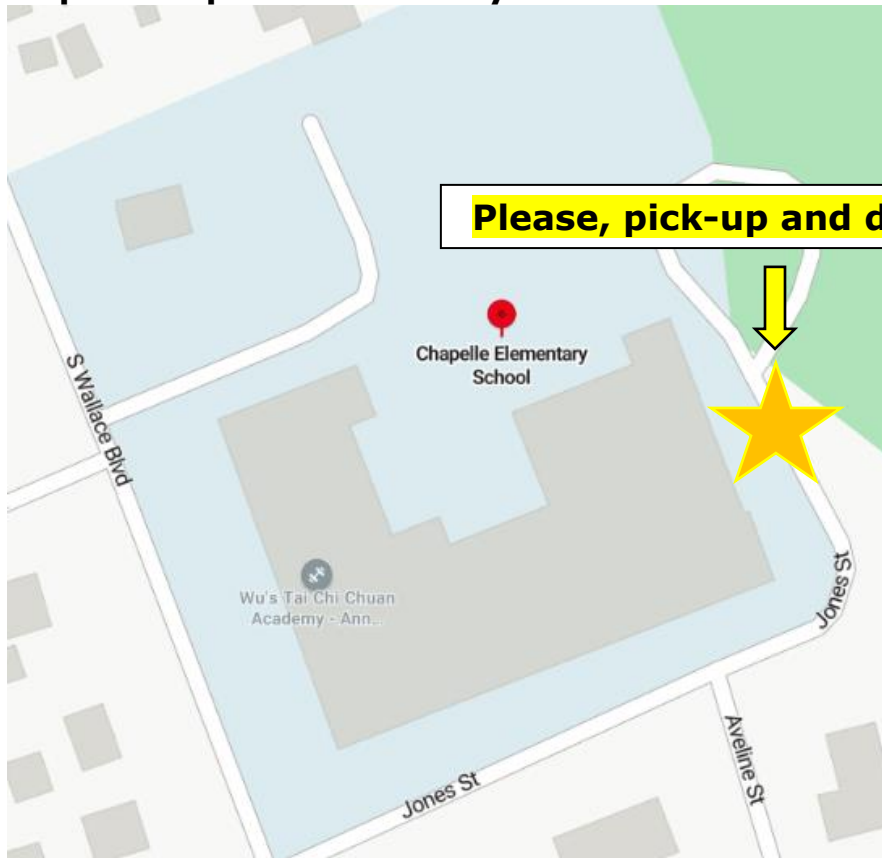 Please, pick-up and d
Chapelle Elementary
School
S Wallace Blvd
Wu's Tai Chi Chuan
Academy - Ann...
Jones St
Jones St
Aveline St